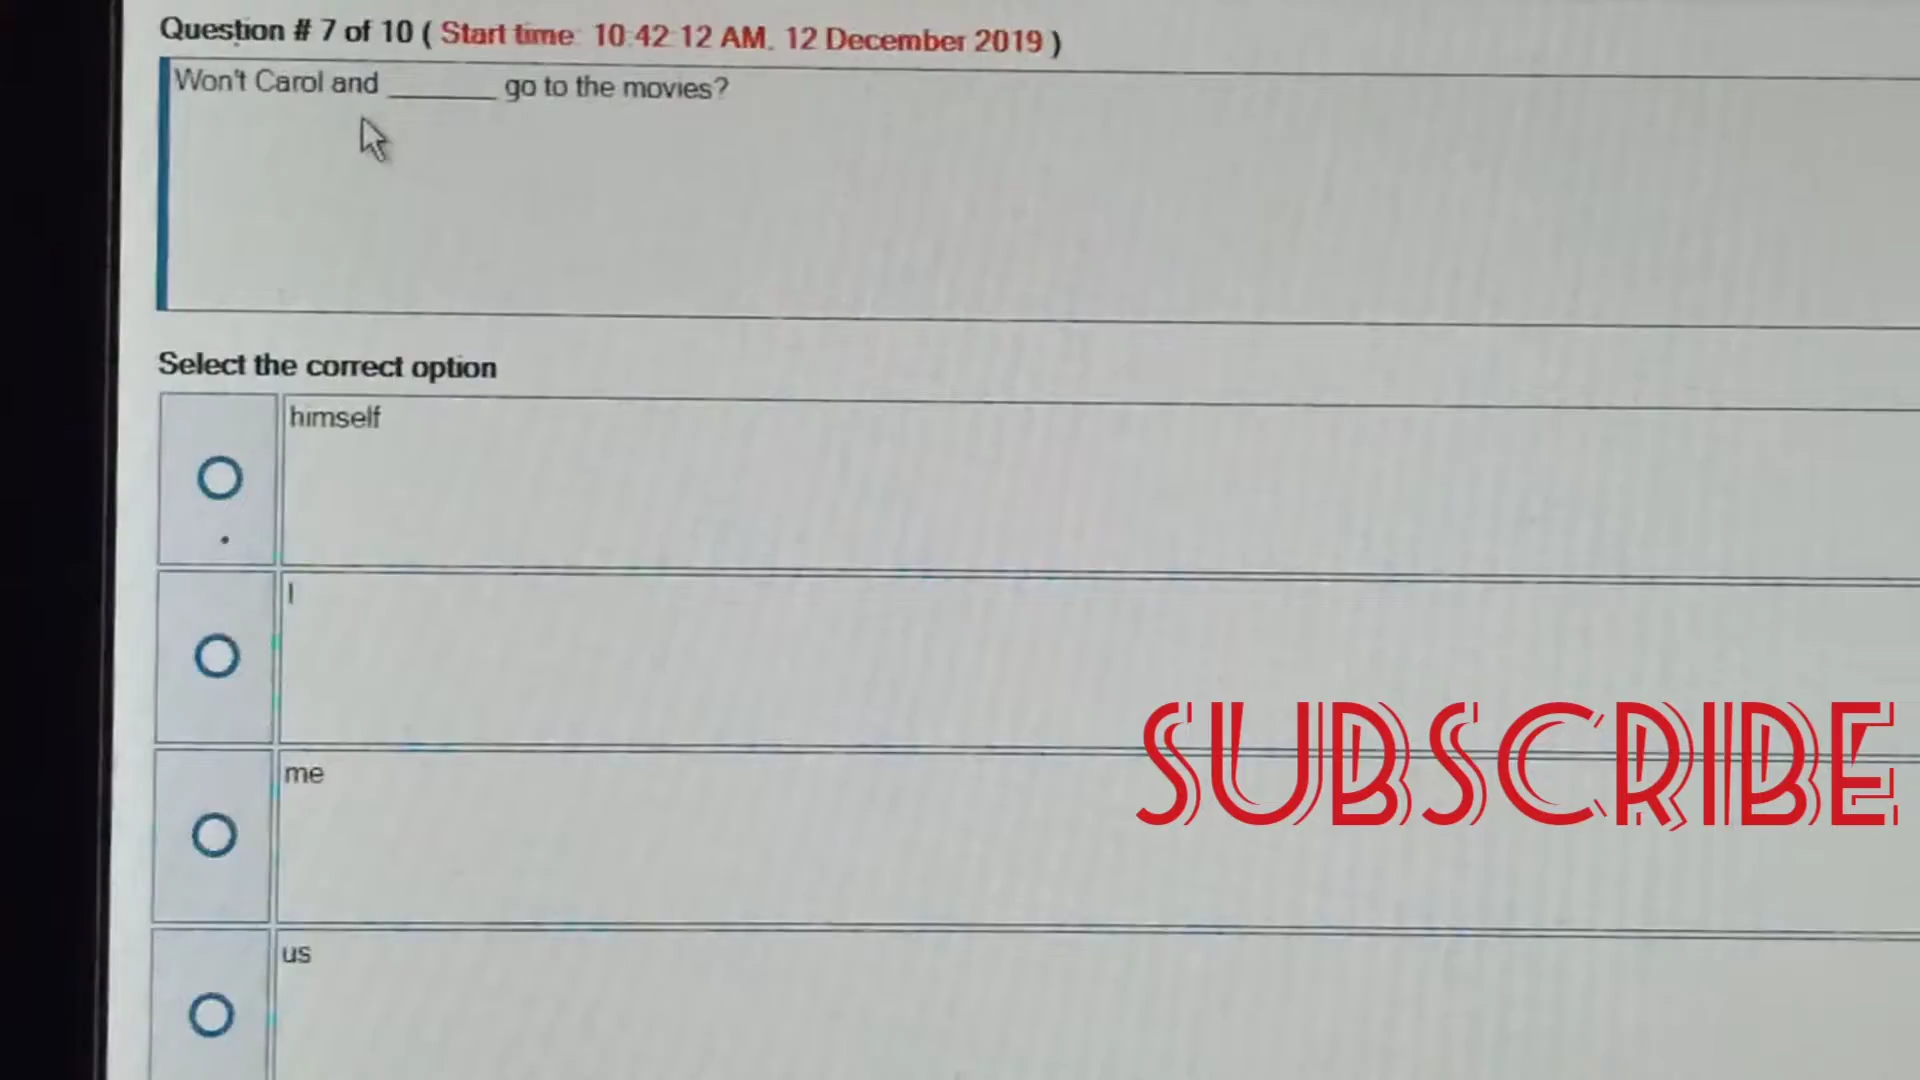 Question # 7 of 10 ( Start time: 10:42:12 AM, 12 December 2019 )
Won't Carol and _______ go to the movies?
Select the correct option
himself
I
me
SUBSCRIBE
us